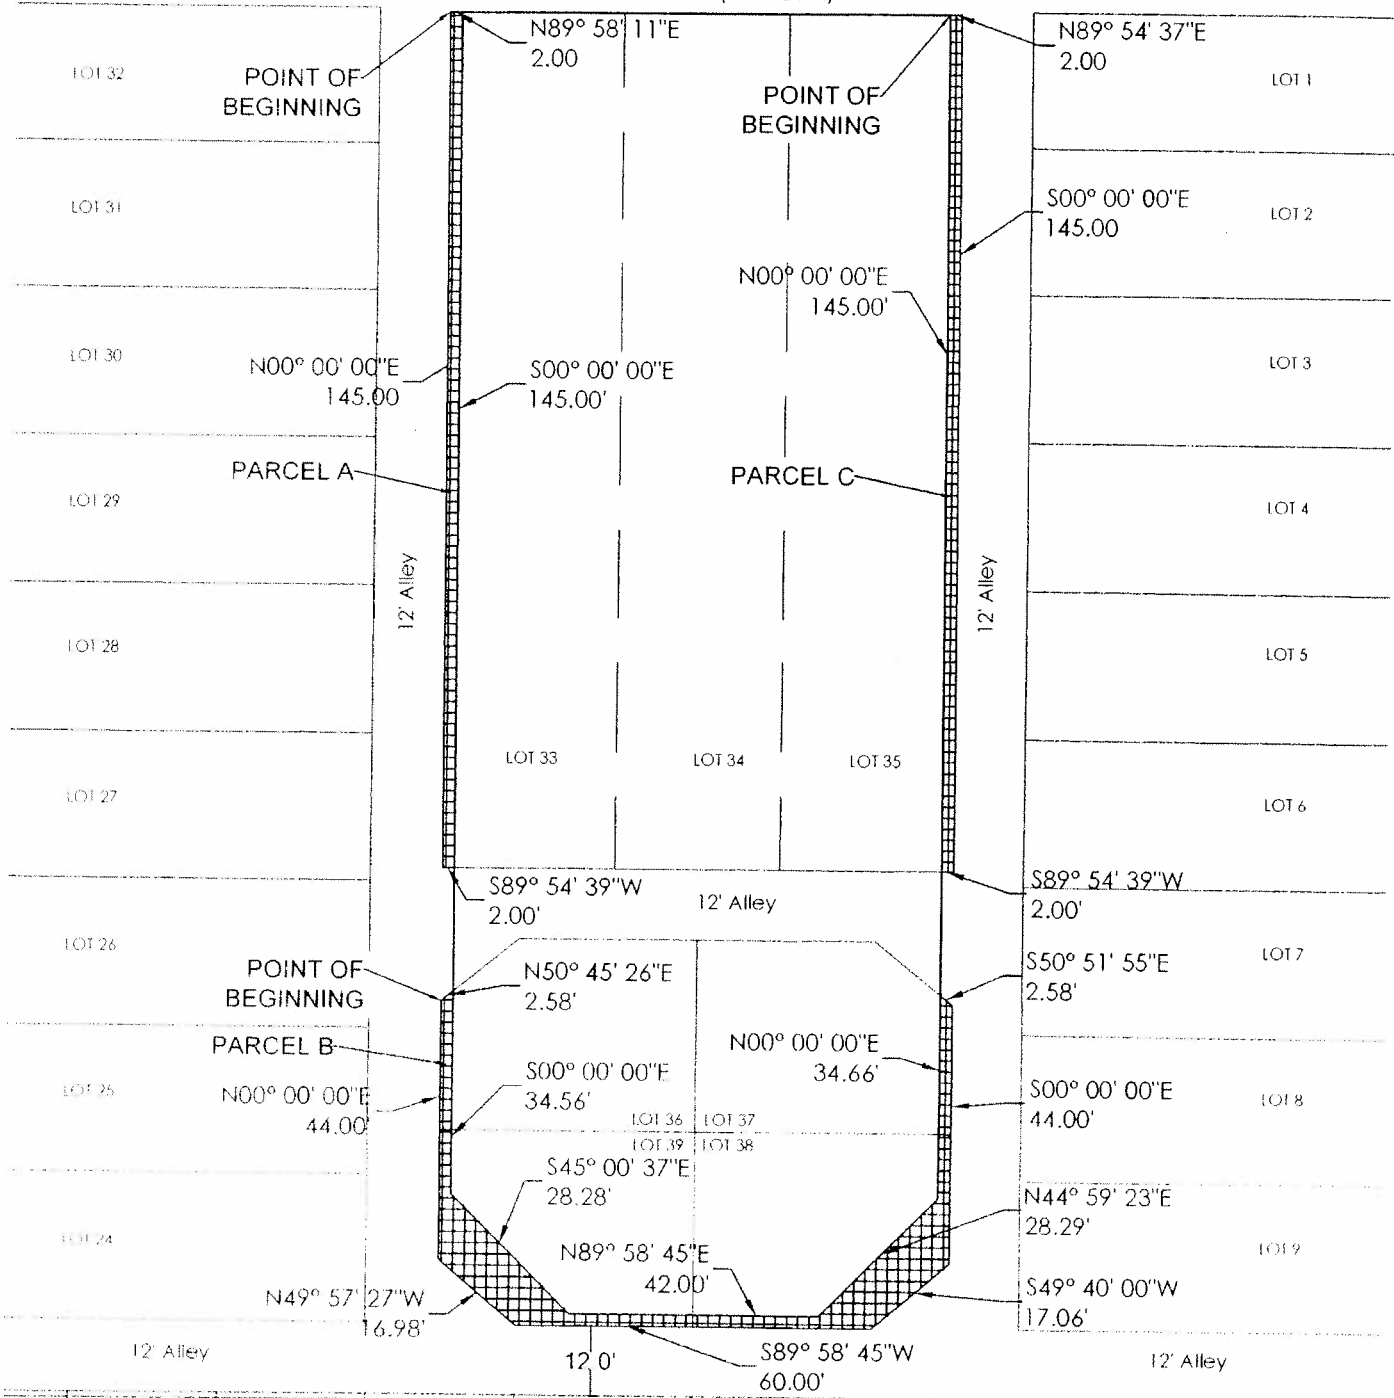 N89° 58' 11"E
2.00
N89° 54' 37"E
2.00
LOT 32
POINT OF
BEGINNING
POINT OF
BEGINNING
LOT 1
LOT 31
S00° 00' 00"E
145.00
LOT 2
N00° 00' 00"E
145.00'
LOT 30
N00° 00' 00"E
145.00
S00° 00' 00"E
145.00'
LOT 3
PARCEL A
PARCEL C
LOT 29
LOT 4
12' Alley
12' Alley
LOT 28
LOT 5
LOT 33
LOT 34
LOT 35
LOT 27
LOT 6
S89° 54' 39"W
2.00'
12' Alley
S89° 54' 39"W
2.00'
LOT 26
LOT 7
POINT OF
BEGINNING
N50° 45' 26"E
2.58'
S50° 51' 55"E
2.58'
PARCEL B
N00° 00' 00"E
34.66'
LOT 25
N00° 00' 00"E
44.00'
S00° 00' 00"E
34.56'
S00° 00' 00"E
44.00'
LOT 8
LOT 36
LOT 37
LOT 39
LOT 38
S45° 00' 37"E
28.28'
N44° 59' 23"E
28.29'
LOT 24
N89° 58' 45"E
42.00'
LOT 9
N49° 57' 27"W
16.98'
S49° 40' 00"W
17.06'
12' Alley
12.0'
S89° 58' 45"W
60.00'
12' Alley